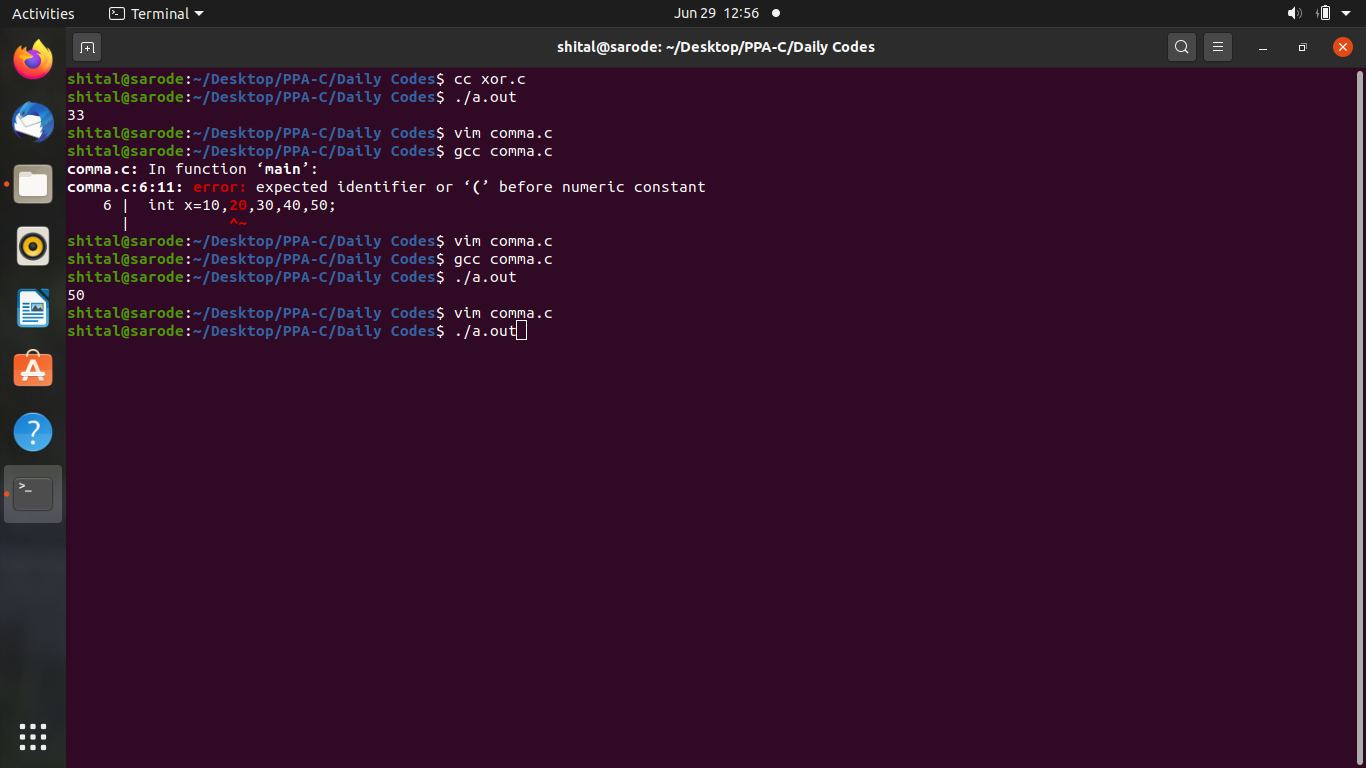 Activities
Terminal
Jun 29 12:56
shital@sarode: ~/Desktop/PPA-C/Daily Codes
shital@sarode:~/Desktop/PPA-C/Daily Codes$ cc xor.c
shital@sarode:~/Desktop/PPA-C/Daily Codes$ ./a.out
33
shital@sarode:~/Desktop/PPA-C/Daily Codes$ vim comma.c
shital@sarode:~/Desktop/PPA-C/Daily Codes$ gcc comma.c
comma.c: In function ‘main’:
comma.c:6:11: error: expected identifier or ‘(’ before numeric constant
    6 |  int x=10,20,30,40,50;
      |           ^~
shital@sarode:~/Desktop/PPA-C/Daily Codes$ vim comma.c
shital@sarode:~/Desktop/PPA-C/Daily Codes$ gcc comma.c
shital@sarode:~/Desktop/PPA-C/Daily Codes$ ./a.out
50
shital@sarode:~/Desktop/PPA-C/Daily Codes$ vim comma.c
shital@sarode:~/Desktop/PPA-C/Daily Codes$ ./a.out